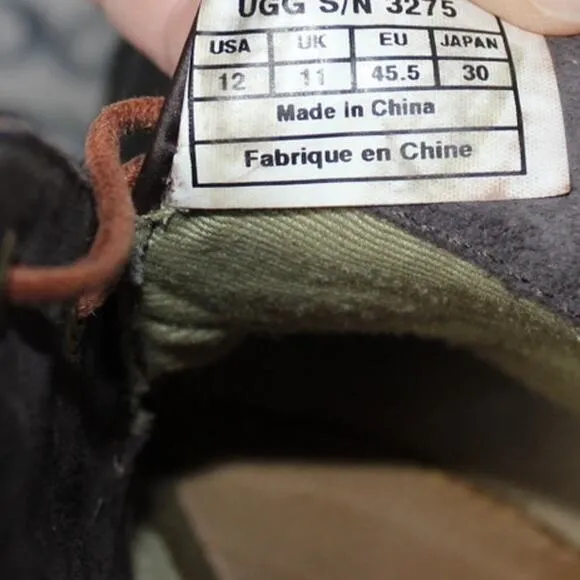 UGG S/N 3275
USA UK EU JAPAN
12 11 45.5 30
Made in China
Fabrique en Chine